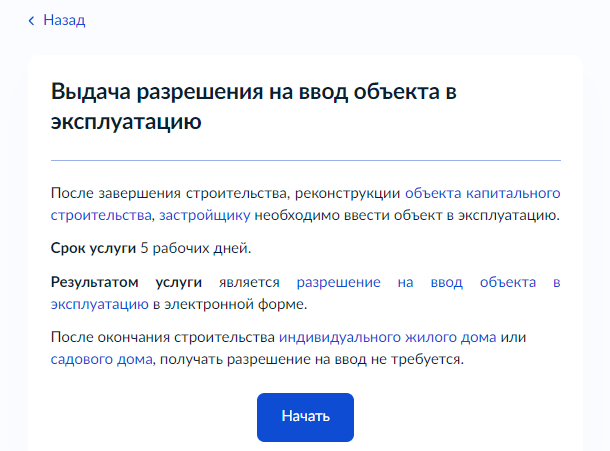 Назад
Выдача разрешения на ввод объекта в
эксплуатацию
После завершения строительства, реконструкции объекта капитального
строительства, застройщику необходимо ввести объект в эксплуатацию.
Срок услуги 5 рабочих дней.
Результатом услуги является разрешение на ввод объекта в
эксплуатацию в электронной форме.
После окончания строительства индивидуального жилого дома или
садового дома, получать разрешение на ввод не требуется.
Начать